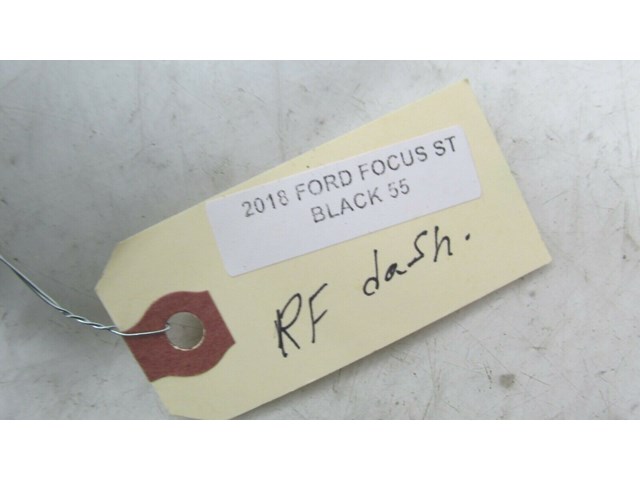 2018 FORD FOCUS ST
BLACK 55
RF dash.